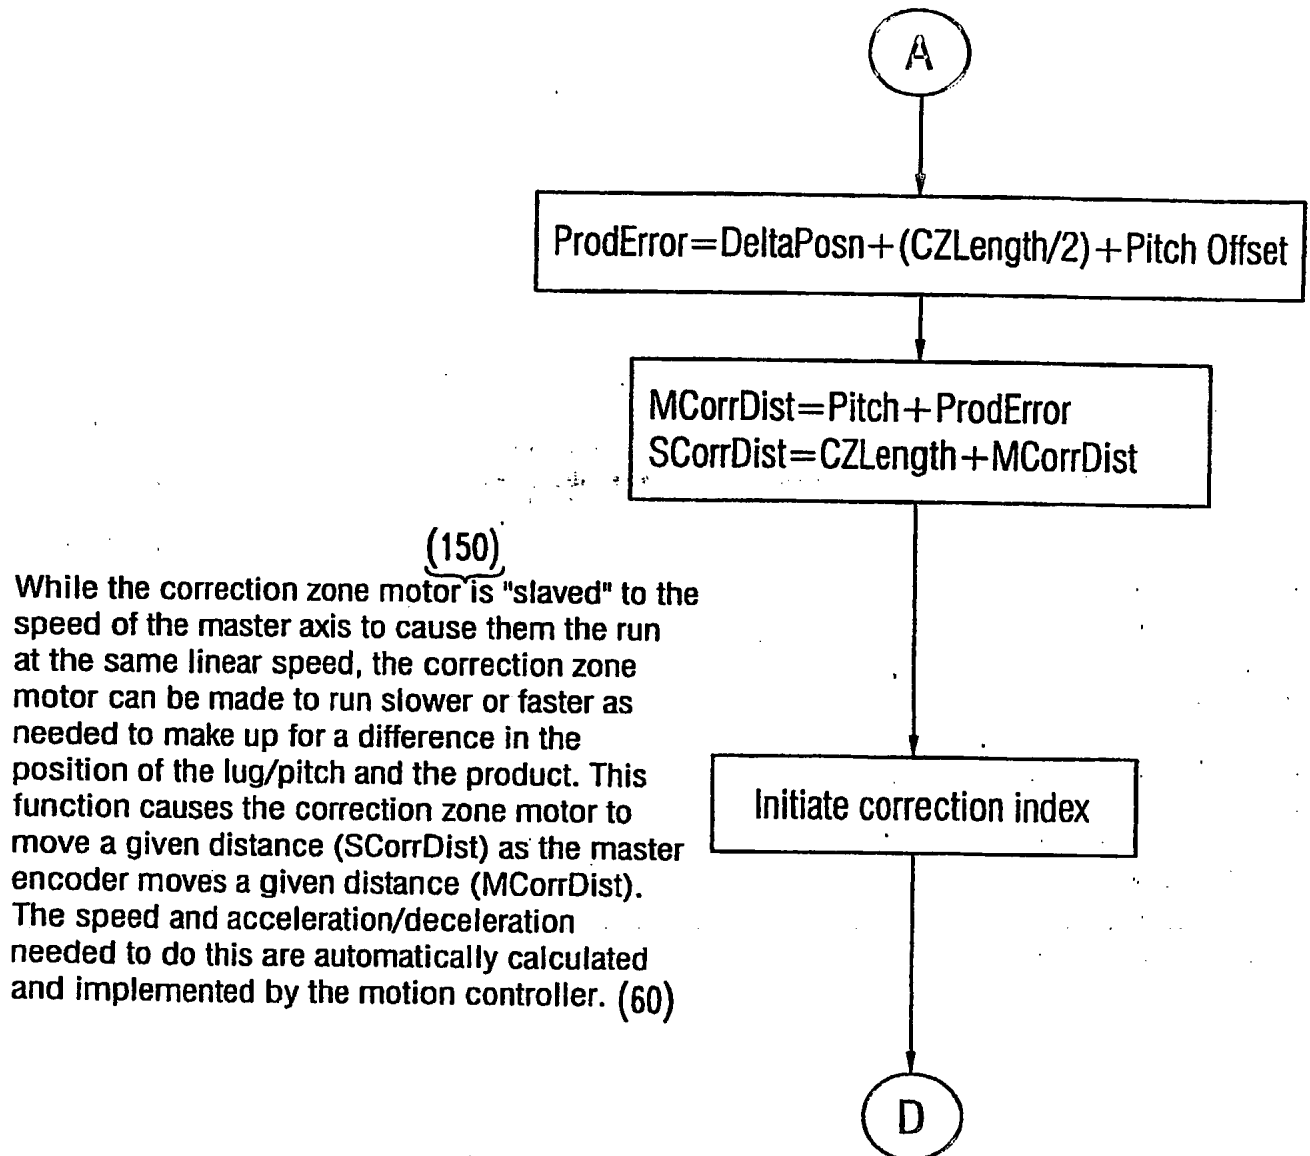 A
ProdError=DeltaPosn+(CZLength/2)+Pitch Offset
MCorrDist=Pitch+ProdError
SCorrDist=CZLength+MCorrDist
(150)
While the correction zone motor is "slaved" to the
speed of the master axis to cause them the run
at the same linear speed, the correction zone
motor can be made to run slower or faster as
needed to make up for a difference in the
position of the lug/pitch and the product. This
function causes the correction zone motor to
move a given distance (SCorrDist) as the master
encoder moves a given distance (MCorrDist).
The speed and acceleration/deceleration
needed to do this are automatically calculated
and implemented by the motion controller. (60)
Initiate correction index
D